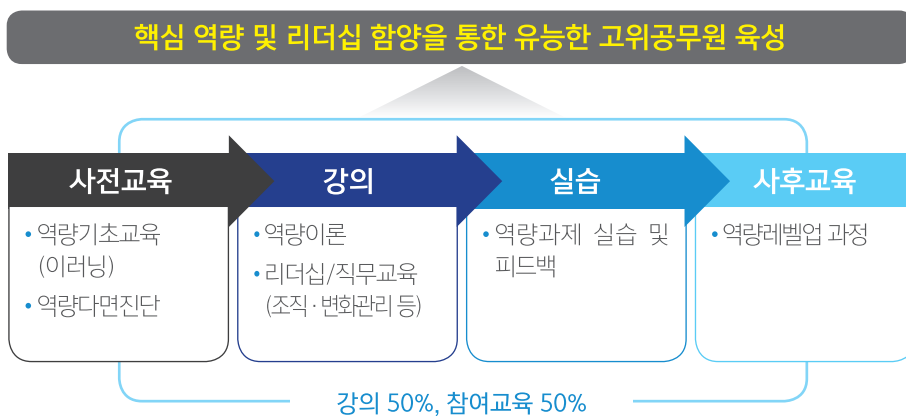 핵심 역량 및 리더십 함양을 통한 유능한 고위공무원 육성
사전교육
• 역량기초교육
(이러닝)
• 역량다면진단
강의
• 역량이론
• 리더십/직무교육
(조직·변화관리 등)
실습
• 역량과제 실습 및
피드백
사후교육
• 역량레벨업 과정
강의 50%, 참여교육 50%